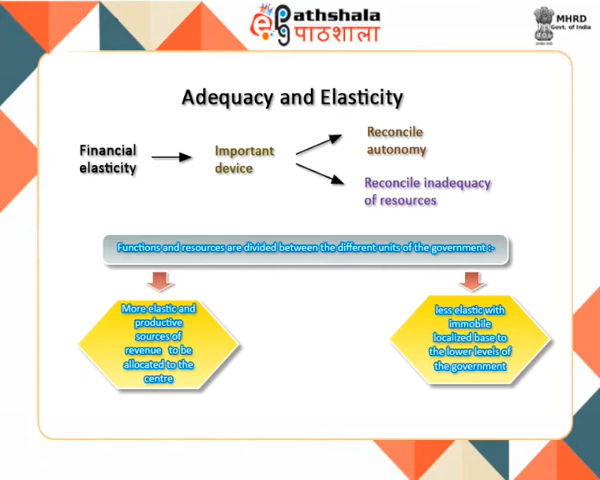 ePathshala
पाठशाला
MHRD
Govt. of India
Adequacy and Elasticity
Financial
elasticity
Important
device
Reconcile
autonomy
Reconcile inadequacy
of resources
Functions and resources are divided between the different units of the government :-
More elastic and
productive
sources of
revenue to be
allocated to the
centre
less elastic with
immobile
localized base to
the lower levels of
the government